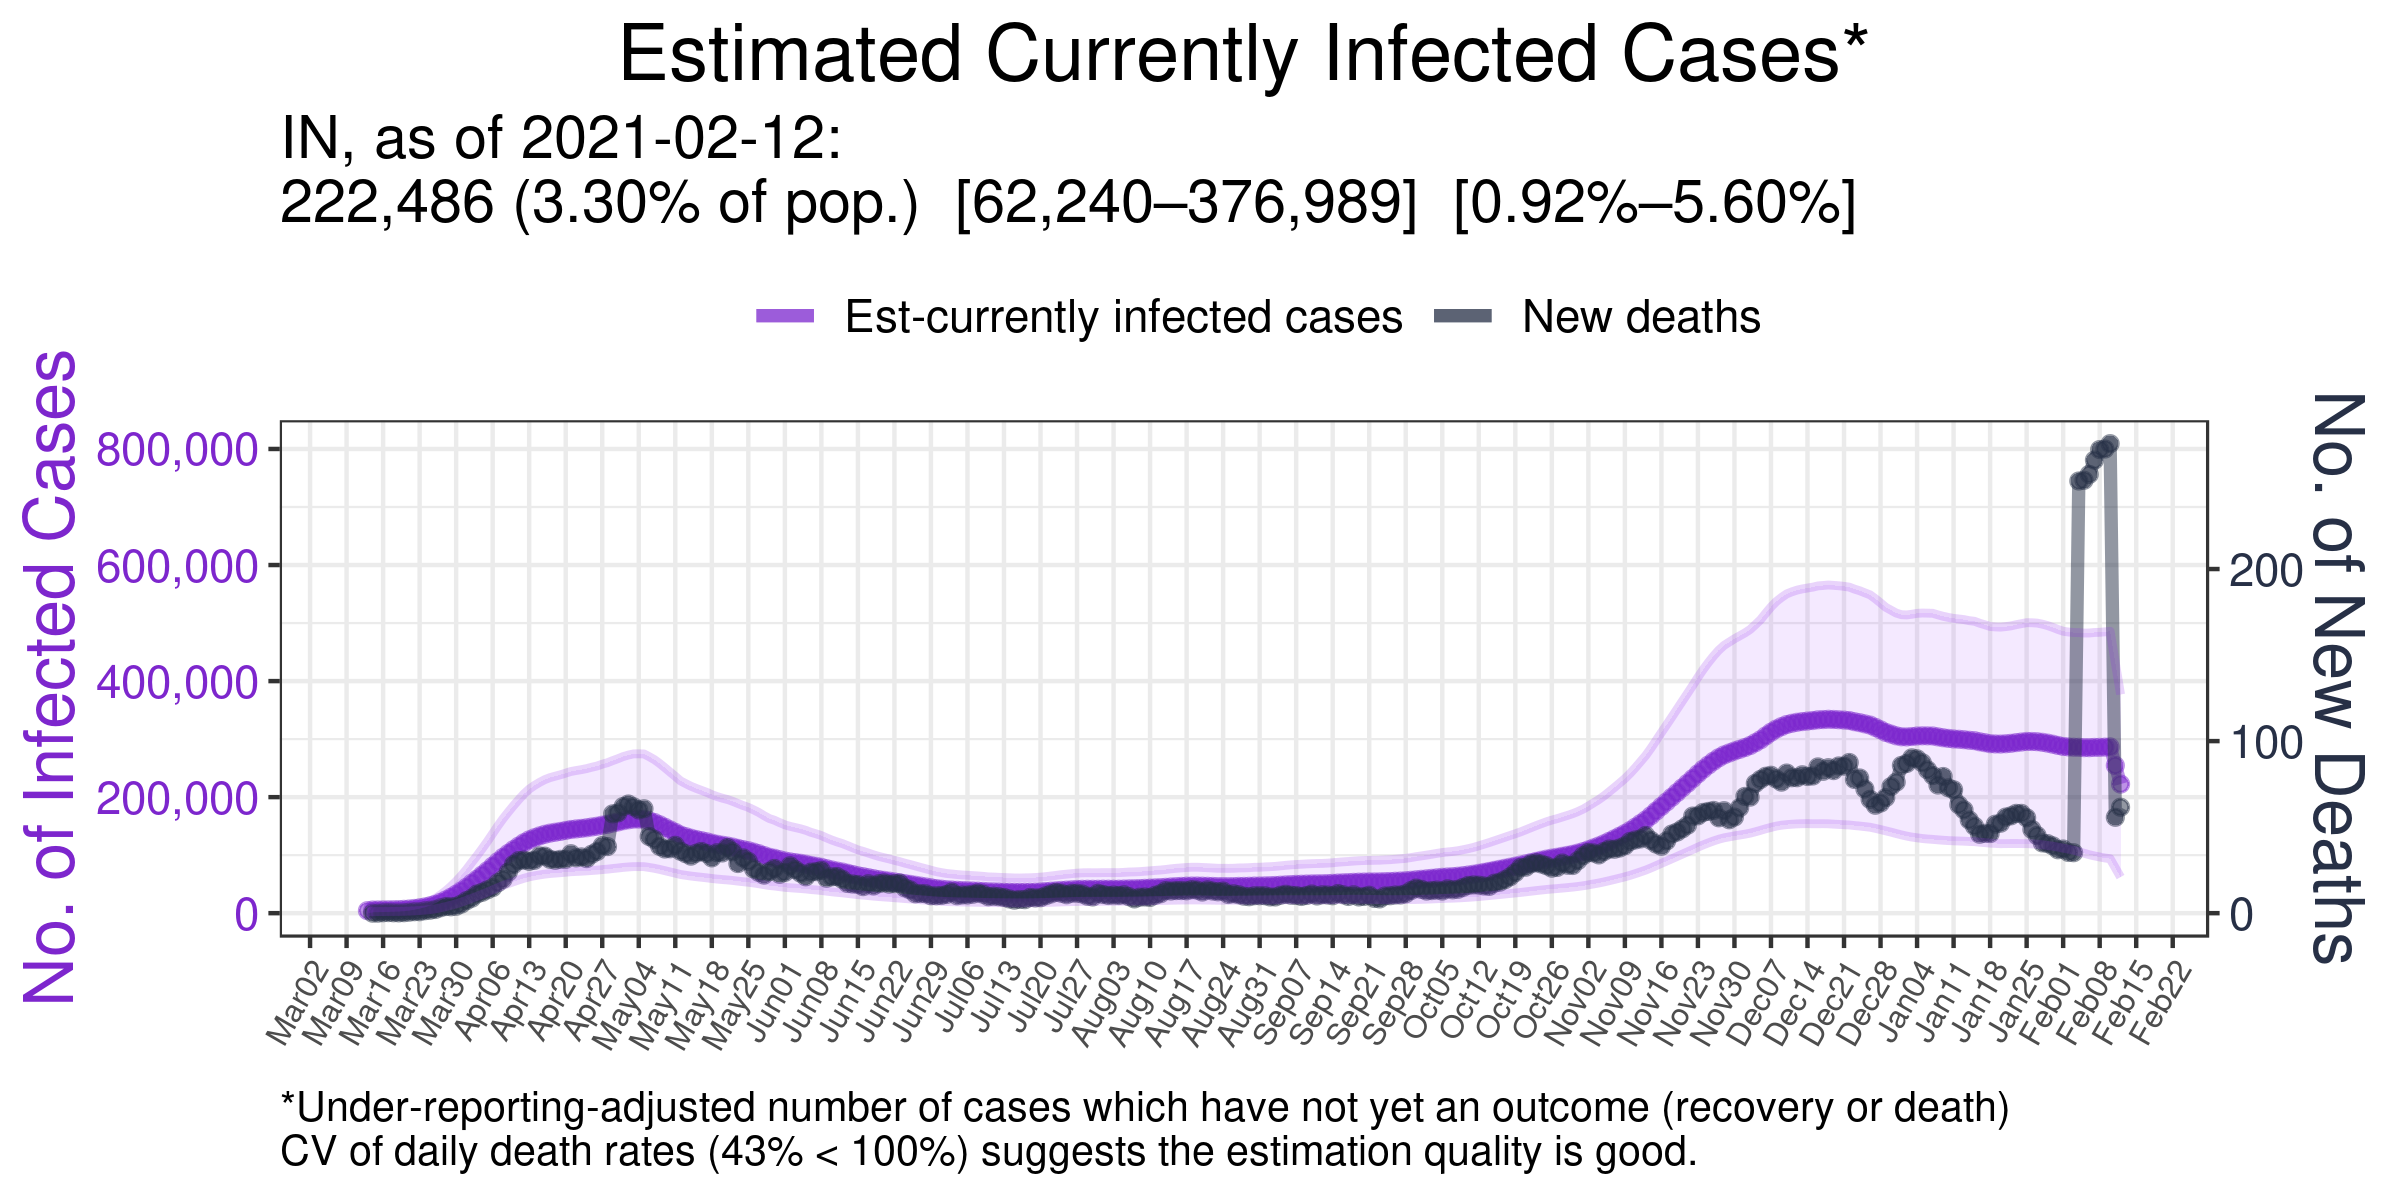 Estimated Currently Infected Cases*
IN, as of 2021-02-12:
222,486 (3.30% of pop.)  [62,240–376,989]  [0.92%–5.60%]
Est-currently infected cases
New deaths
No. of Infected Cases
800,000
600,000
400,000
200,000
0
No. of New Deaths
200
100
0
Mar02
Mar09
Mar16
Mar23
Mar30
Apr06
Apr13
Apr20
Apr27
May04
May11
May18
May25
Jun01
Jun08
Jun15
Jun22
Jun29
Jul06
Jul13
Jul20
Jul27
Aug03
Aug10
Aug17
Aug24
Aug31
Sep07
Sep14
Sep21
Sep28
Oct05
Oct12
Oct19
Oct26
Nov02
Nov09
Nov16
Nov23
Nov30
Dec07
Dec14
Dec21
Dec28
Jan04
Jan11
Jan18
Jan25
Feb01
Feb08
Feb15
Feb22
*Under-reporting-adjusted number of cases which have not yet an outcome (recovery or death)
CV of daily death rates (43% < 100%) suggests the estimation quality is good.